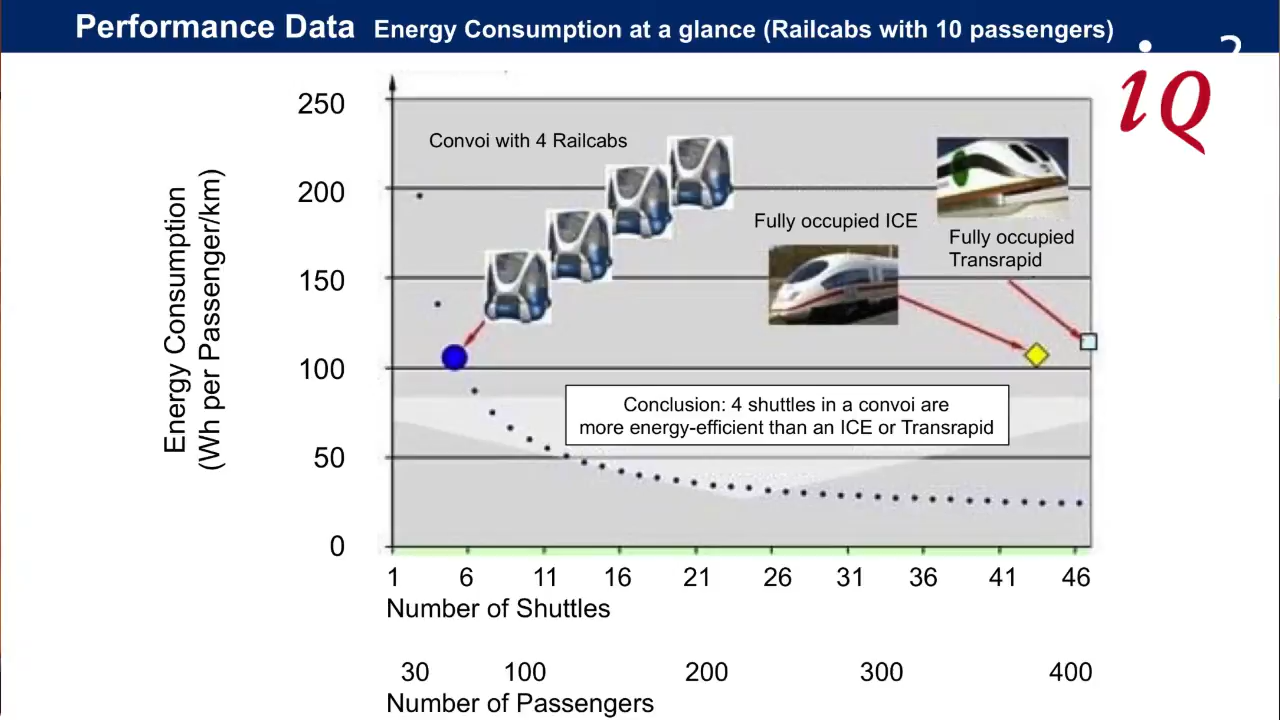 Performance Data Energy Consumption at a glance (Railcabs with 10 passengers)
iQ
250
200
150
100
50
0
Energy Consumption
(Wh per Passenger/km)
Convoi with 4 Railcabs
Fully occupied ICE
Fully occupied
Transrapid
Conclusion: 4 shuttles in a convoi are
more energy-efficient than an ICE or Transrapid
1 6 11 16 21 26 31 36 41 46
Number of Shuttles
30 100 200 300 400
Number of Passengers